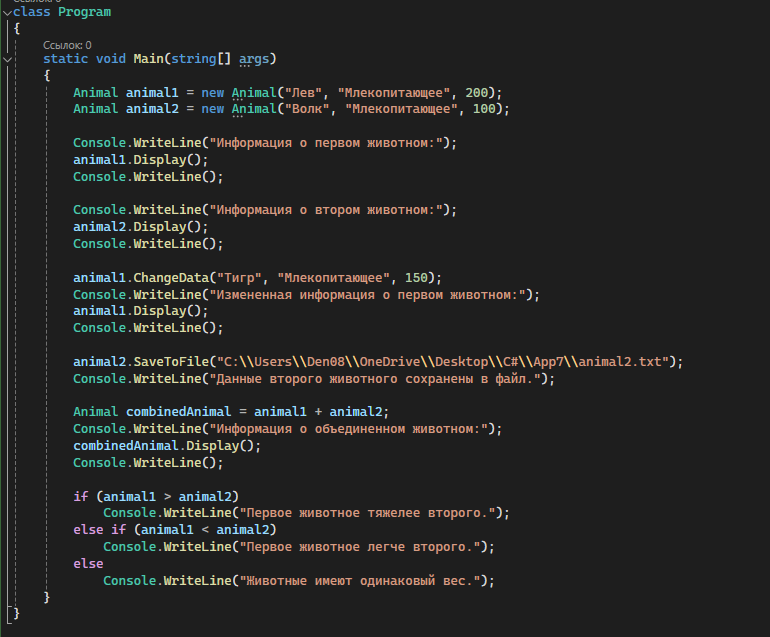 class Program
{
Ссылок: 0
static void Main(string[] args)
{
Animal animal1 = new Animal("Лев", "Млекопитающее", 200);
Animal animal2 = new Animal("Волк", "Млекопитающее", 100);
Console.WriteLine("Информация о первом животном:");
animal1.Display();
Console.WriteLine();
Console.WriteLine("Информация о втором животном:");
animal2.Display();
Console.WriteLine();
animal1.ChangeData("Тигр", "Млекопитающее", 150);
Console.WriteLine("Измененная информация о первом животном:");
animal1.Display();
Console.WriteLine();
animal2.SaveToFile("C:\\Users\\Den08\\OneDrive\\Desktop\\C#\\App7\\animal2.txt");
Console.WriteLine("Данные второго животного сохранены в файл.");
Animal combinedAnimal = animal1 + animal2;
Console.WriteLine("Информация о объединенном животном:");
combinedAnimal.Display();
Console.WriteLine();
if (animal1 > animal2)
Console.WriteLine("Первое животное тяжелее второго.");
else if (animal1 < animal2)
Console.WriteLine("Первое животное легче второго.");
else
Console.WriteLine("Животные имеют одинаковый вес.");
}
}